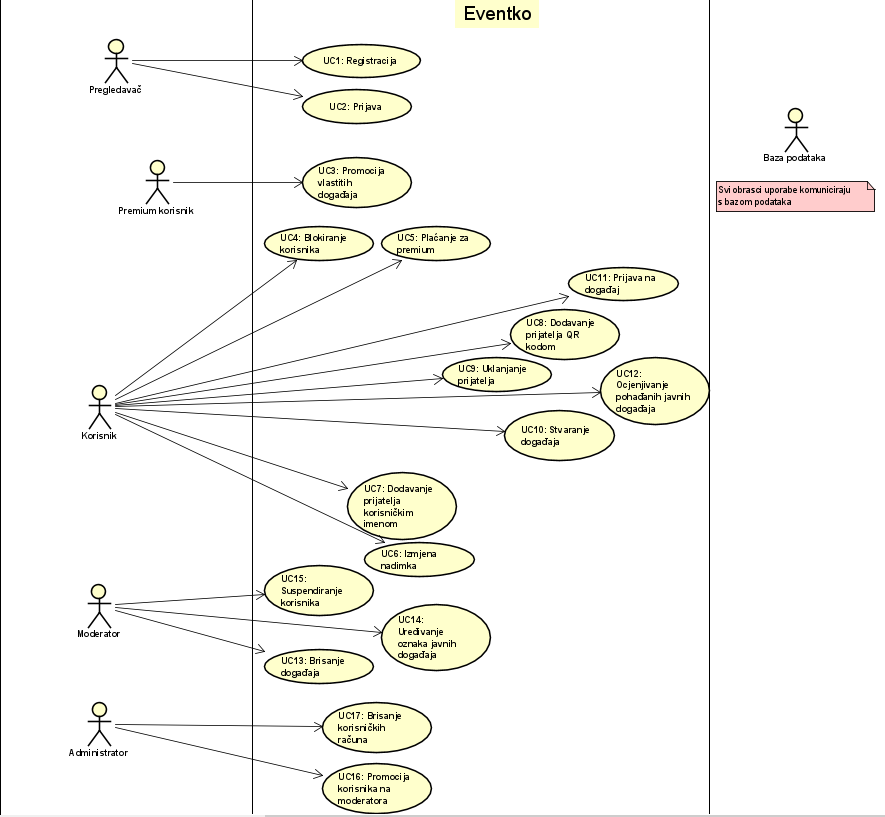 Eventko
Pregledavač
UC1: Registracija
UC2: Prijava
Baza podataka
Svi obrasci uporabe komuniciraju
s bazom podataka
Premium korisnik
UC3: Promocija
vlastitih
događaja
UC4: Blokiranje
korisnika
UC5: Plaćanje za
premium
UC11: Prijava na
događaj
UC8: Dodavanje
prijatelja QR
kodom
UC9: Uklanjanje
prijatelja
UC12:
Ocjenjivanje
pohađanih javnih
događaja
Korisnik
UC10: Stvaranje
događaja
UC7: Dodavanje
prijatelja
korisničkim
imenom
UC6: Izmjena
nadimka
UC15:
Suspendiranje
korisnika
Moderator
UC14:
Uređivanje
oznaka javnih
događaja
UC13: Brisanje
događaja
UC17: Brisanje
korisničkih
računa
Administrator
UC16: Promocija
korisnika na
moderatora